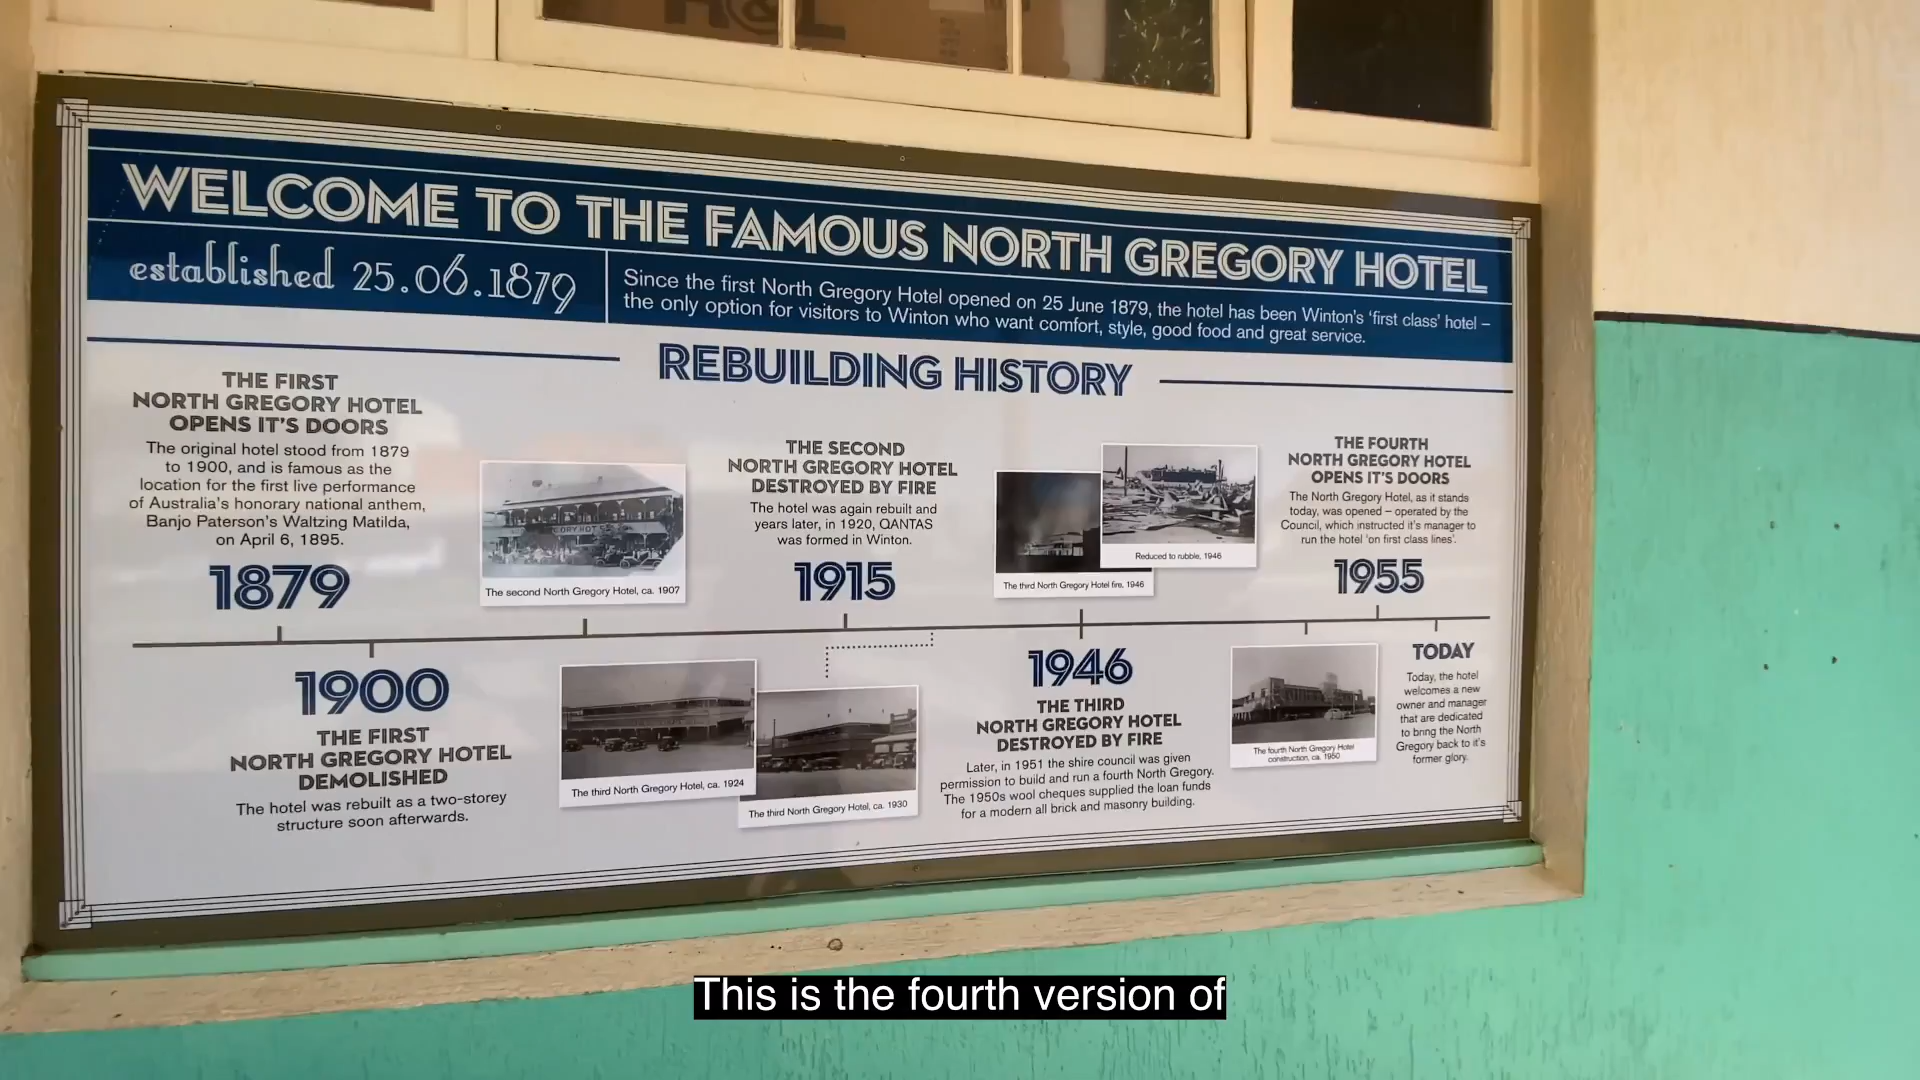 H&L
WELCOME TO THE FAMOUS NORTH GREGORY HOTEL
established 25.06.1879
Since the first North Gregory Hotel opened on 25 June 1879, the hotel has been Winton's 'first class' hotel –
the only option for visitors to Winton who want comfort, style, good food and great service.
REBUILDING HISTORY
THE FIRST
NORTH GREGORY HOTEL
OPENS IT'S DOORS
The original hotel stood from 1879
to 1900, and is famous as the
location for the first live performance
of Australia's honorary national anthem,
Banjo Paterson's Waltzing Matilda,
on April 6, 1895.
1879
1900
THE FIRST
NORTH GREGORY HOTEL
DEMOLISHED
The hotel was rebuilt as a two-storey
structure soon afterwards.
The second North Gregory Hotel, ca. 1907
THE SECOND
NORTH GREGORY HOTEL
DESTROYED BY FIRE
The hotel was again rebuilt and
years later, in 1920, QANTAS
was formed in Winton.
1915
The third North Gregory Hotel, ca. 1924
The third North Gregory Hotel, ca. 1930
The third North Gregory Hotel fire, 1946
Reduced to rubble, 1946
1946
THE THIRD
NORTH GREGORY HOTEL
DESTROYED BY FIRE
Later, in 1951 the shire council was given
permission to build and run a fourth North Gregory.
The 1950s wool cheques supplied the loan funds
for a modern all brick and masonry building.
THE FOURTH
NORTH GREGORY HOTEL
OPENS IT'S DOORS
The North Gregory Hotel, as it stands
today, was opened – operated by the
Council, which instructed it's manager to
run the hotel 'on first class lines'.
1955
The fourth North Gregory Hotel
construction, ca. 1950
TODAY
Today, the hotel
welcomes a new
owner and manager
that are dedicated
to bring the North
Gregory back to it's
former glory.
This is the fourth version of